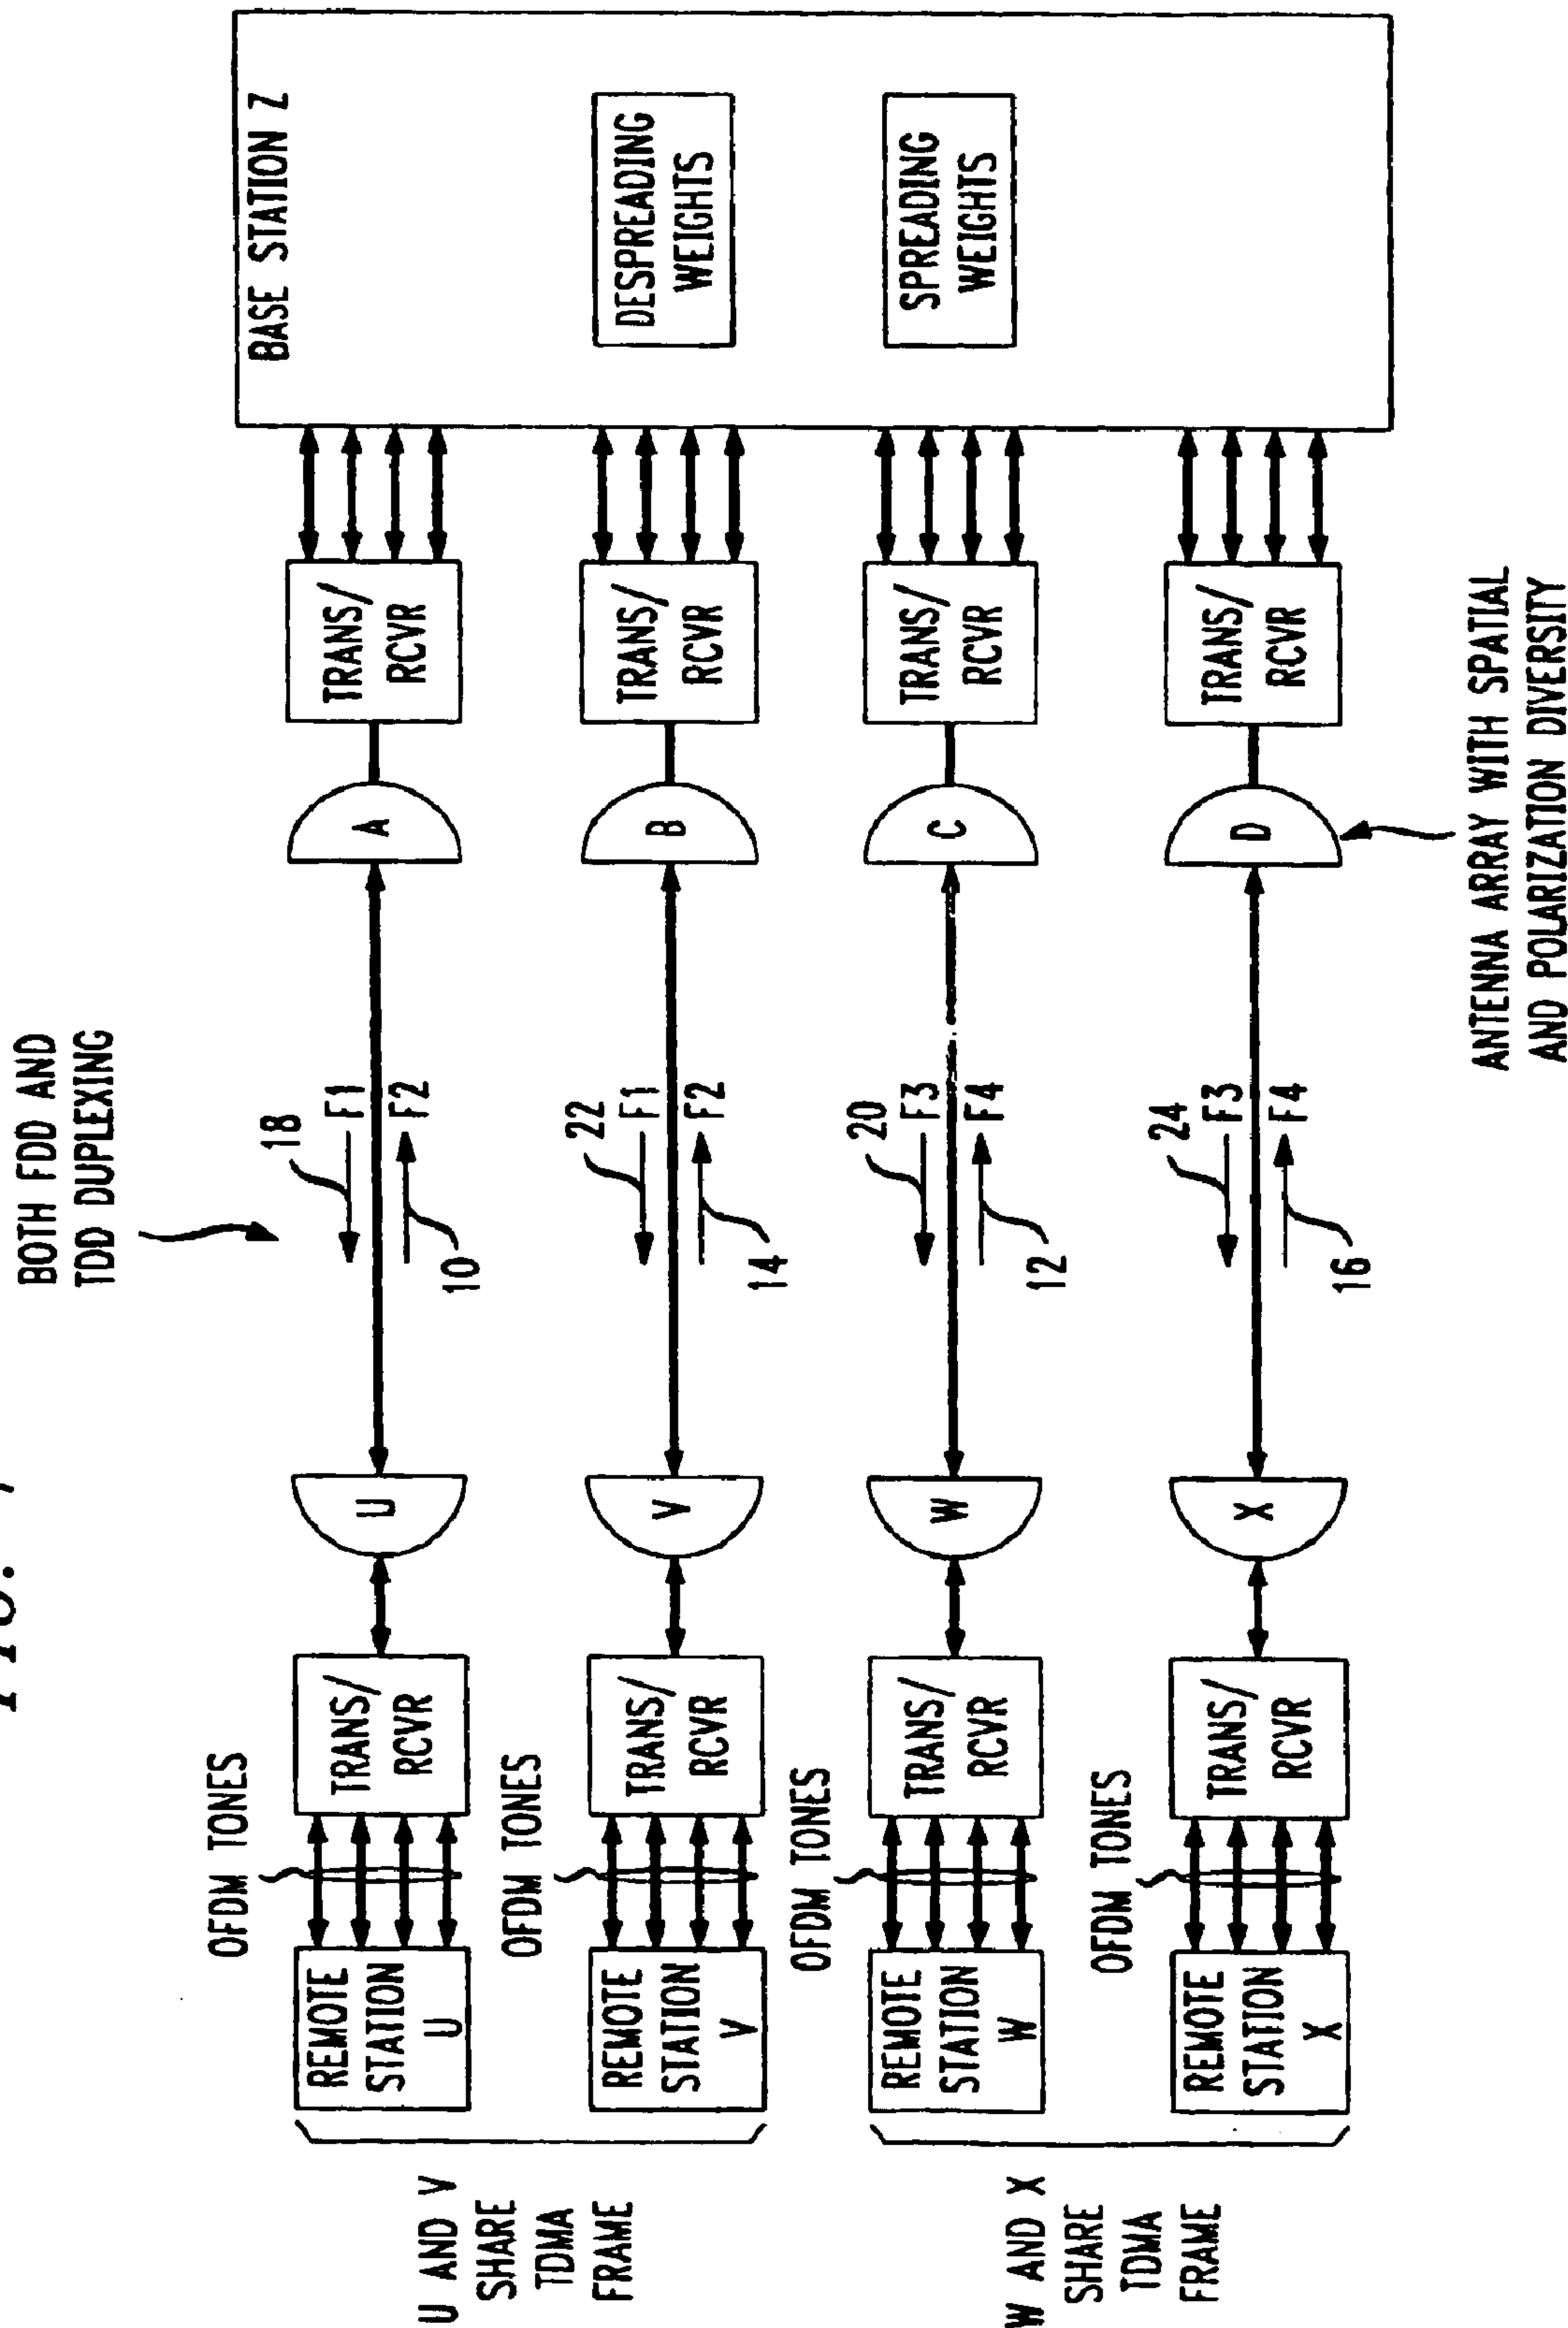 BOTH FDD AND
TDD DUPLEXING
U AND V
SHARE
TDMA
FRAME
OFDM TONES
REMOTE
STATION
U
TRANS/
RCVR
U
18
F1
F2
10
A
TRANS/
RCVR
OFDM TONES
REMOTE
STATION
V
TRANS/
RCVR
V
22
F1
F2
14
B
TRANS/
RCVR
W AND X
SHARE
TDMA
FRAME
OFDM TONES
REMOTE
STATION
W
TRANS/
RCVR
W
20
F3
F4
12
C
TRANS/
RCVR
OFDM TONES
REMOTE
STATION
X
TRANS/
RCVR
X
24
F3
F4
16
D
TRANS/
RCVR
BASE STATION Z
DESPREADING
WEIGHTS
SPREADING
WEIGHTS
ANTENNA ARRAY WITH SPATIAL
AND POLARIZATION DIVERSITY